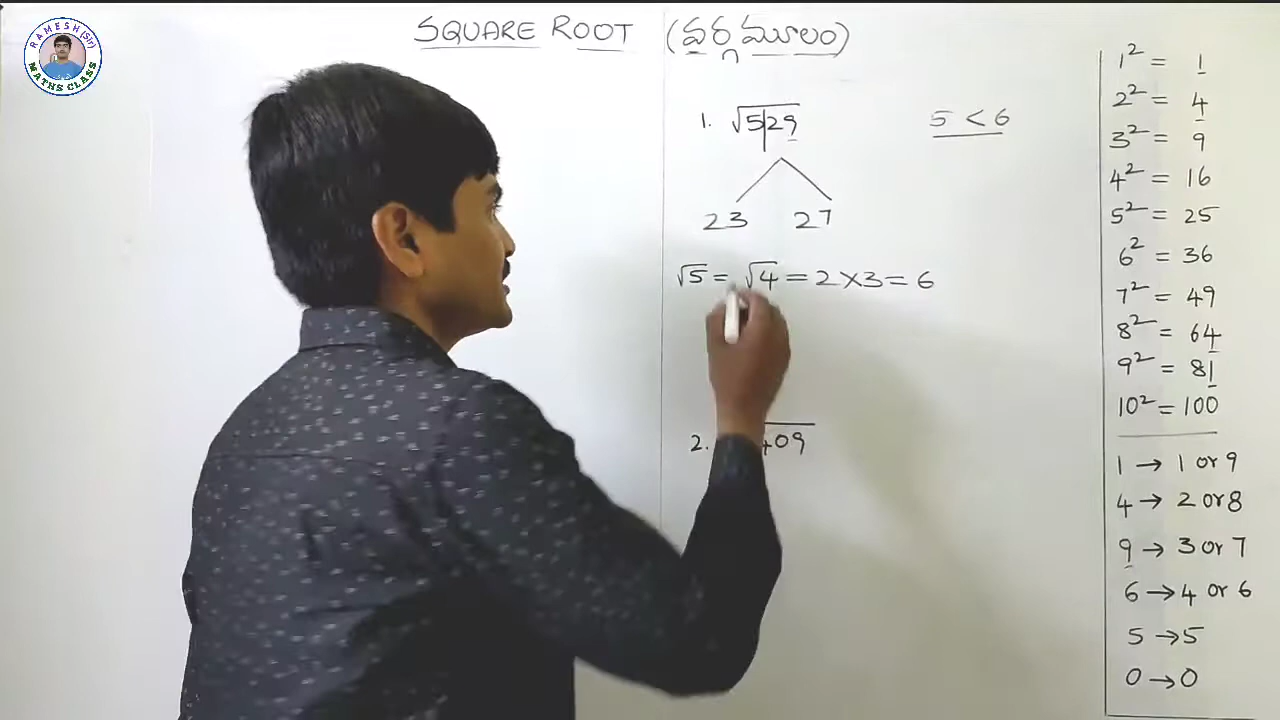 RAMESH (Sir)
MATHS CLASS
SQUARE ROOT (వర్గమూలం)
1. √5|29
5 < 6
23 27
√5 = √4 = 2 × 3 = 6
2. 409
1² = 1
2² = 4
3² = 9
4² = 16
5² = 25
6² = 36
7² = 49
8² = 64
9² = 81
10² = 100
1 → 1 or 9
4 → 2 or 8
9 → 3 or 7
6 → 4 or 6
5 → 5
0 → 0